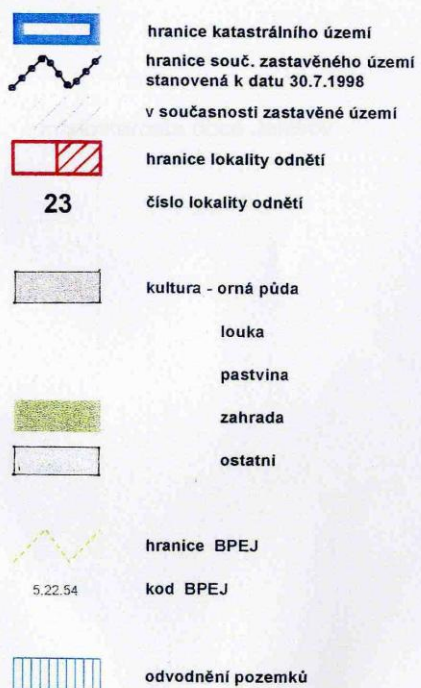 hranice katastrálního území
hranice souč. zastavěného území
stanovená k datu 30.7.1998
v současnosti zastavěné území
hranice lokality odnětí
23 číslo lokality odnětí
kultura - orná půda
louka
pastvina
zahrada
ostatní
hranice BPEJ
5.22.54 kod BPEJ
odvodnění pozemků